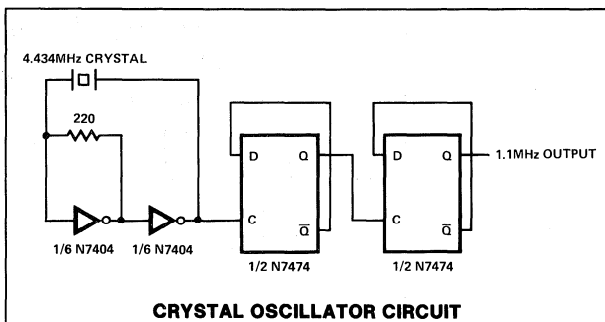 4.434MHz CRYSTAL
220
D Q
D Q
1.1MHz OUTPUT
C
C
Q̅
Q̅
1/6 N7404 1/6 N7404
1/2 N7474
1/2 N7474
CRYSTAL OSCILLATOR CIRCUIT